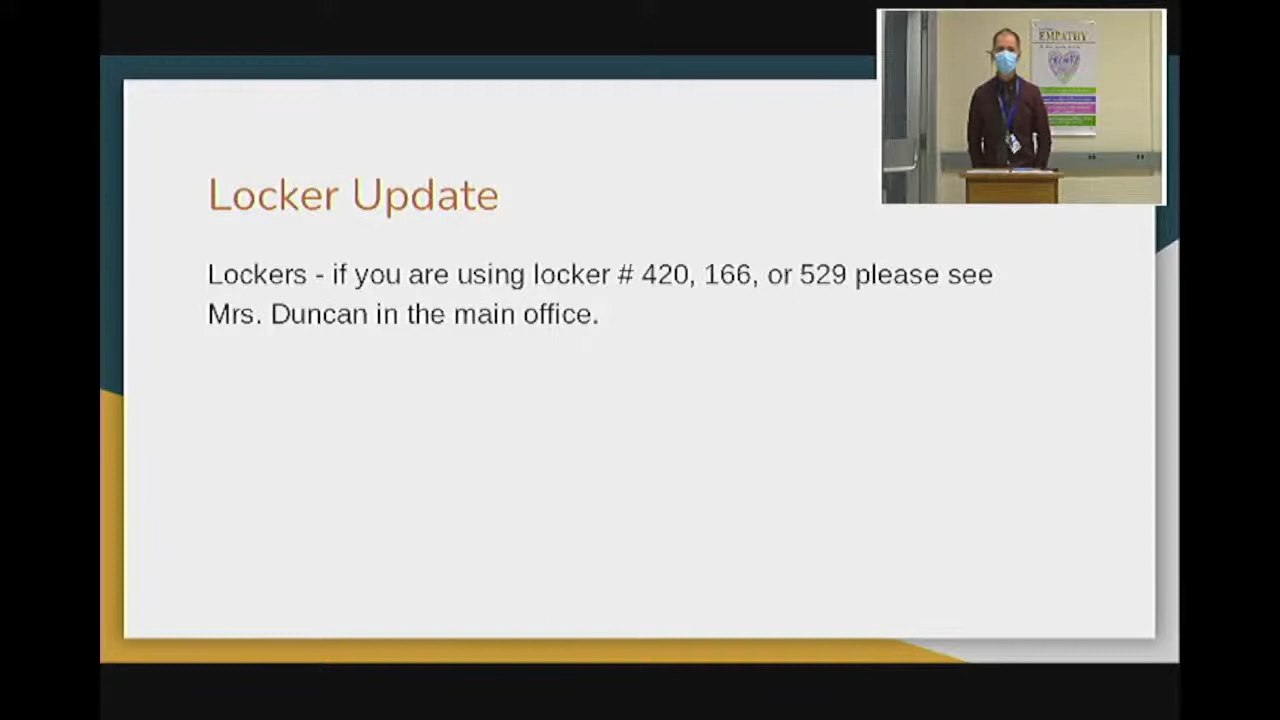 EMPATHY
Locker Update
Lockers - if you are using locker # 420, 166, or 529 please see
Mrs. Duncan in the main office.